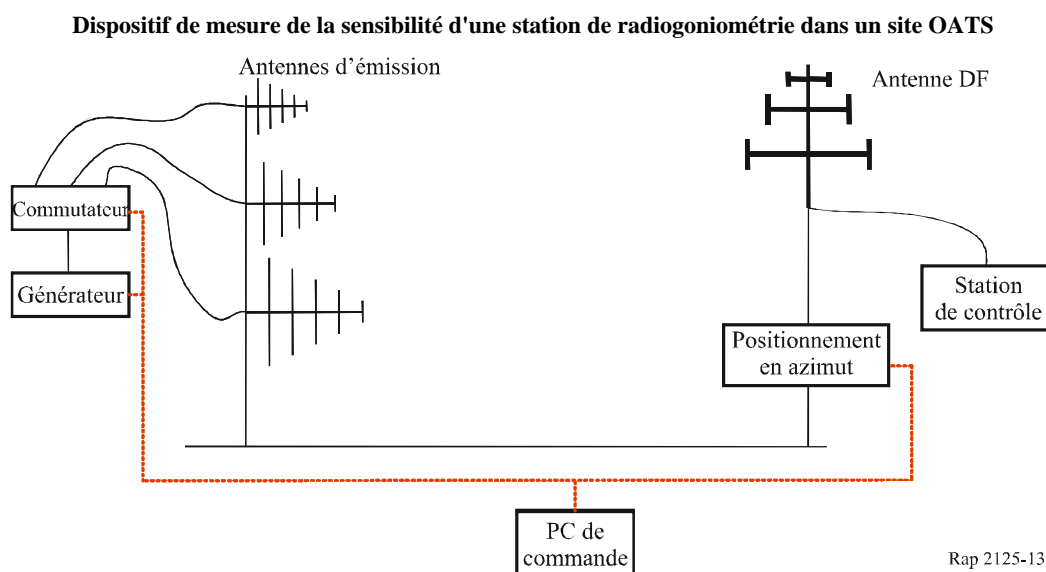 Dispositif de mesure de la sensibilité d'une station de radiogoniométrie dans un site OATS
Antennes d’émission
Antenne DF
Commutateur
Générateur
Station
de contrôle
Positionnement
en azimut
PC de
commande
Rap 2125-13